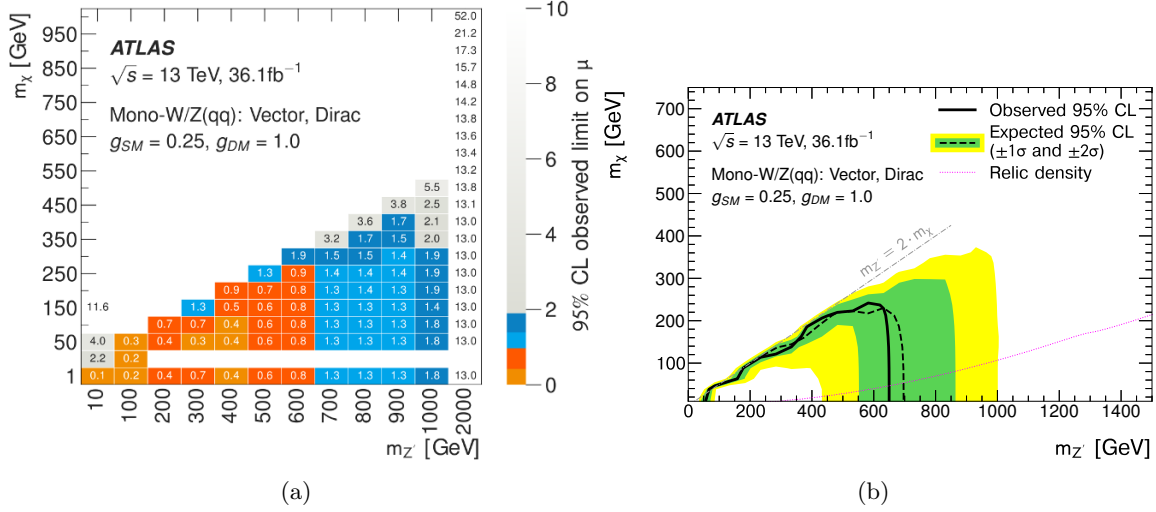 m_χ [GeV]
950
850
750
650
550
450
350
250
150
50
1
ATLAS
√s = 13 TeV, 36.1fb⁻¹
Mono-W/Z(qq): Vector, Dirac
g_SM = 0.25, g_DM = 1.0
52.0
21.2
17.3
15.7
14.8
14.2
13.8
13.6
13.4
13.2
5.5 13.8
3.8 2.5 13.1
3.6 1.7 2.1 13.0
3.2 1.7 1.5 2.0 13.0
1.9 1.5 1.5 1.4 1.9 13.0
1.3 0.9 1.3 1.4 1.3 1.9 13.0
0.9 0.7 0.8 1.3 1.4 1.3 1.9 13.0
11.6 1.3 0.5 0.6 0.8 1.3 1.3 1.4 1.4 13.0
0.7 0.7 0.4 0.6 0.8 1.3 1.3 1.3 1.8 13.0
4.0 0.3 0.4 0.3 0.4 0.6 0.8 1.3 1.3 1.3 1.8 13.0
2.2 0.2
0.1 0.2 0.4 0.7 0.4 0.6 0.8 1.3 1.3 1.3 1.8 13.0
10 100 200 300 400 500 600 700 800 900 1000 2000
m_Z′ [GeV]
10
8
6
4
2
0
95% CL observed limit on μ
(a)
m_χ [GeV]
700
600
500
400
300
200
100
ATLAS
√s = 13 TeV, 36.1fb⁻¹
Mono-W/Z(qq): Vector, Dirac
g_SM = 0.25, g_DM = 1.0
Observed 95% CL
Expected 95% CL
(±1σ and ±2σ)
Relic density
m_Z′ = 2·m_χ
0 200 400 600 800 1000 1200 1400
m_Z′ [GeV]
(b)